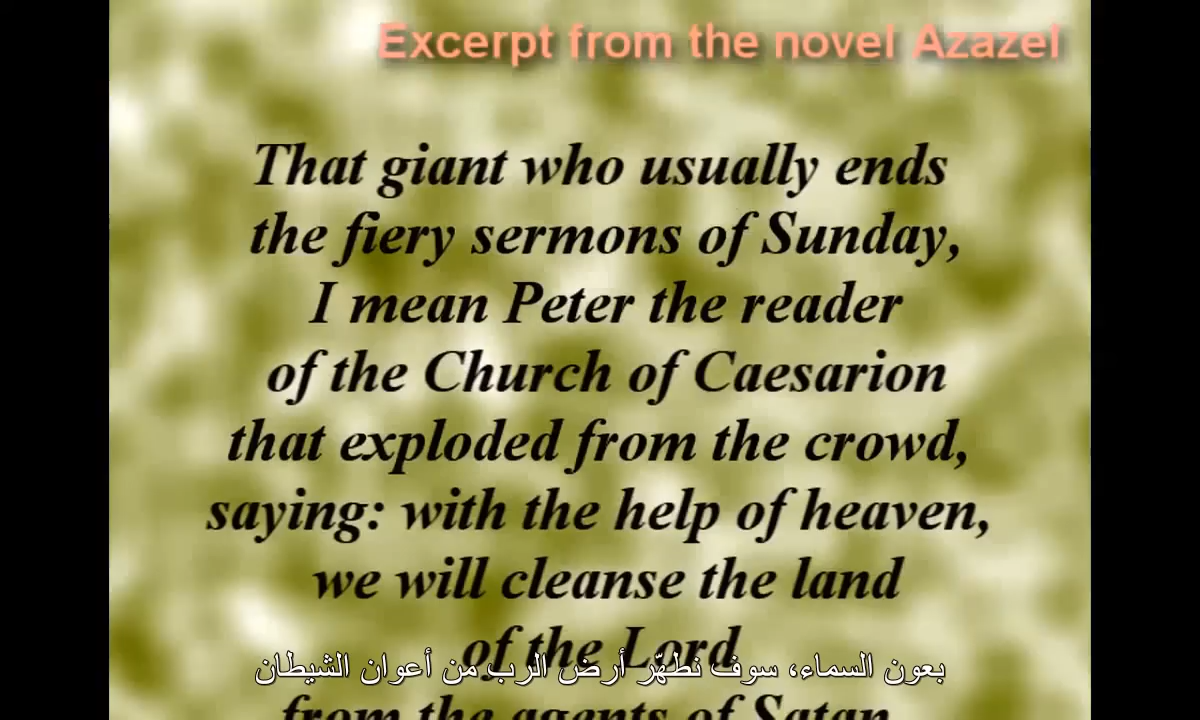 Excerpt from the novel Azazel
That giant who usually ends
the fiery sermons of Sunday,
I mean Peter the reader
of the Church of Caesarion
that exploded from the crowd,
saying: with the help of heaven,
we will cleanse the land
of the Lord
بعون السماء، سوف نطهّر أرض الرب من أعوان الشيطان
from the agents of Satan